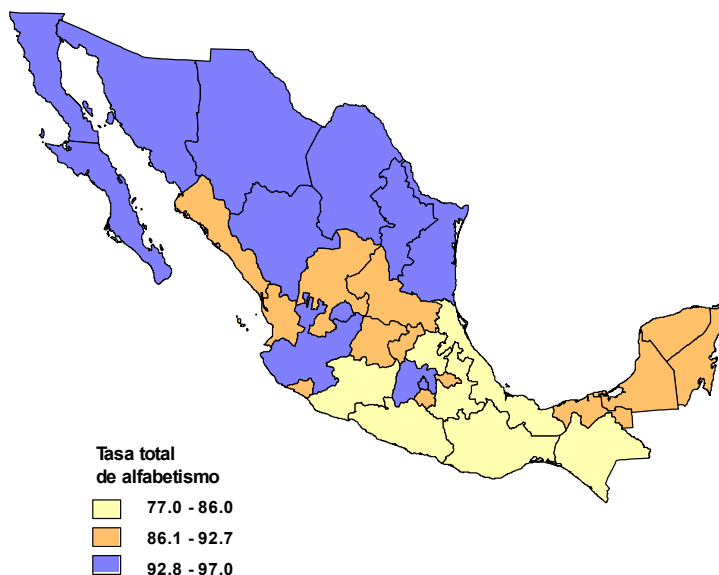 Tasa total
de alfabetismo
77.0 - 86.0
86.1 - 92.7
92.8 - 97.0